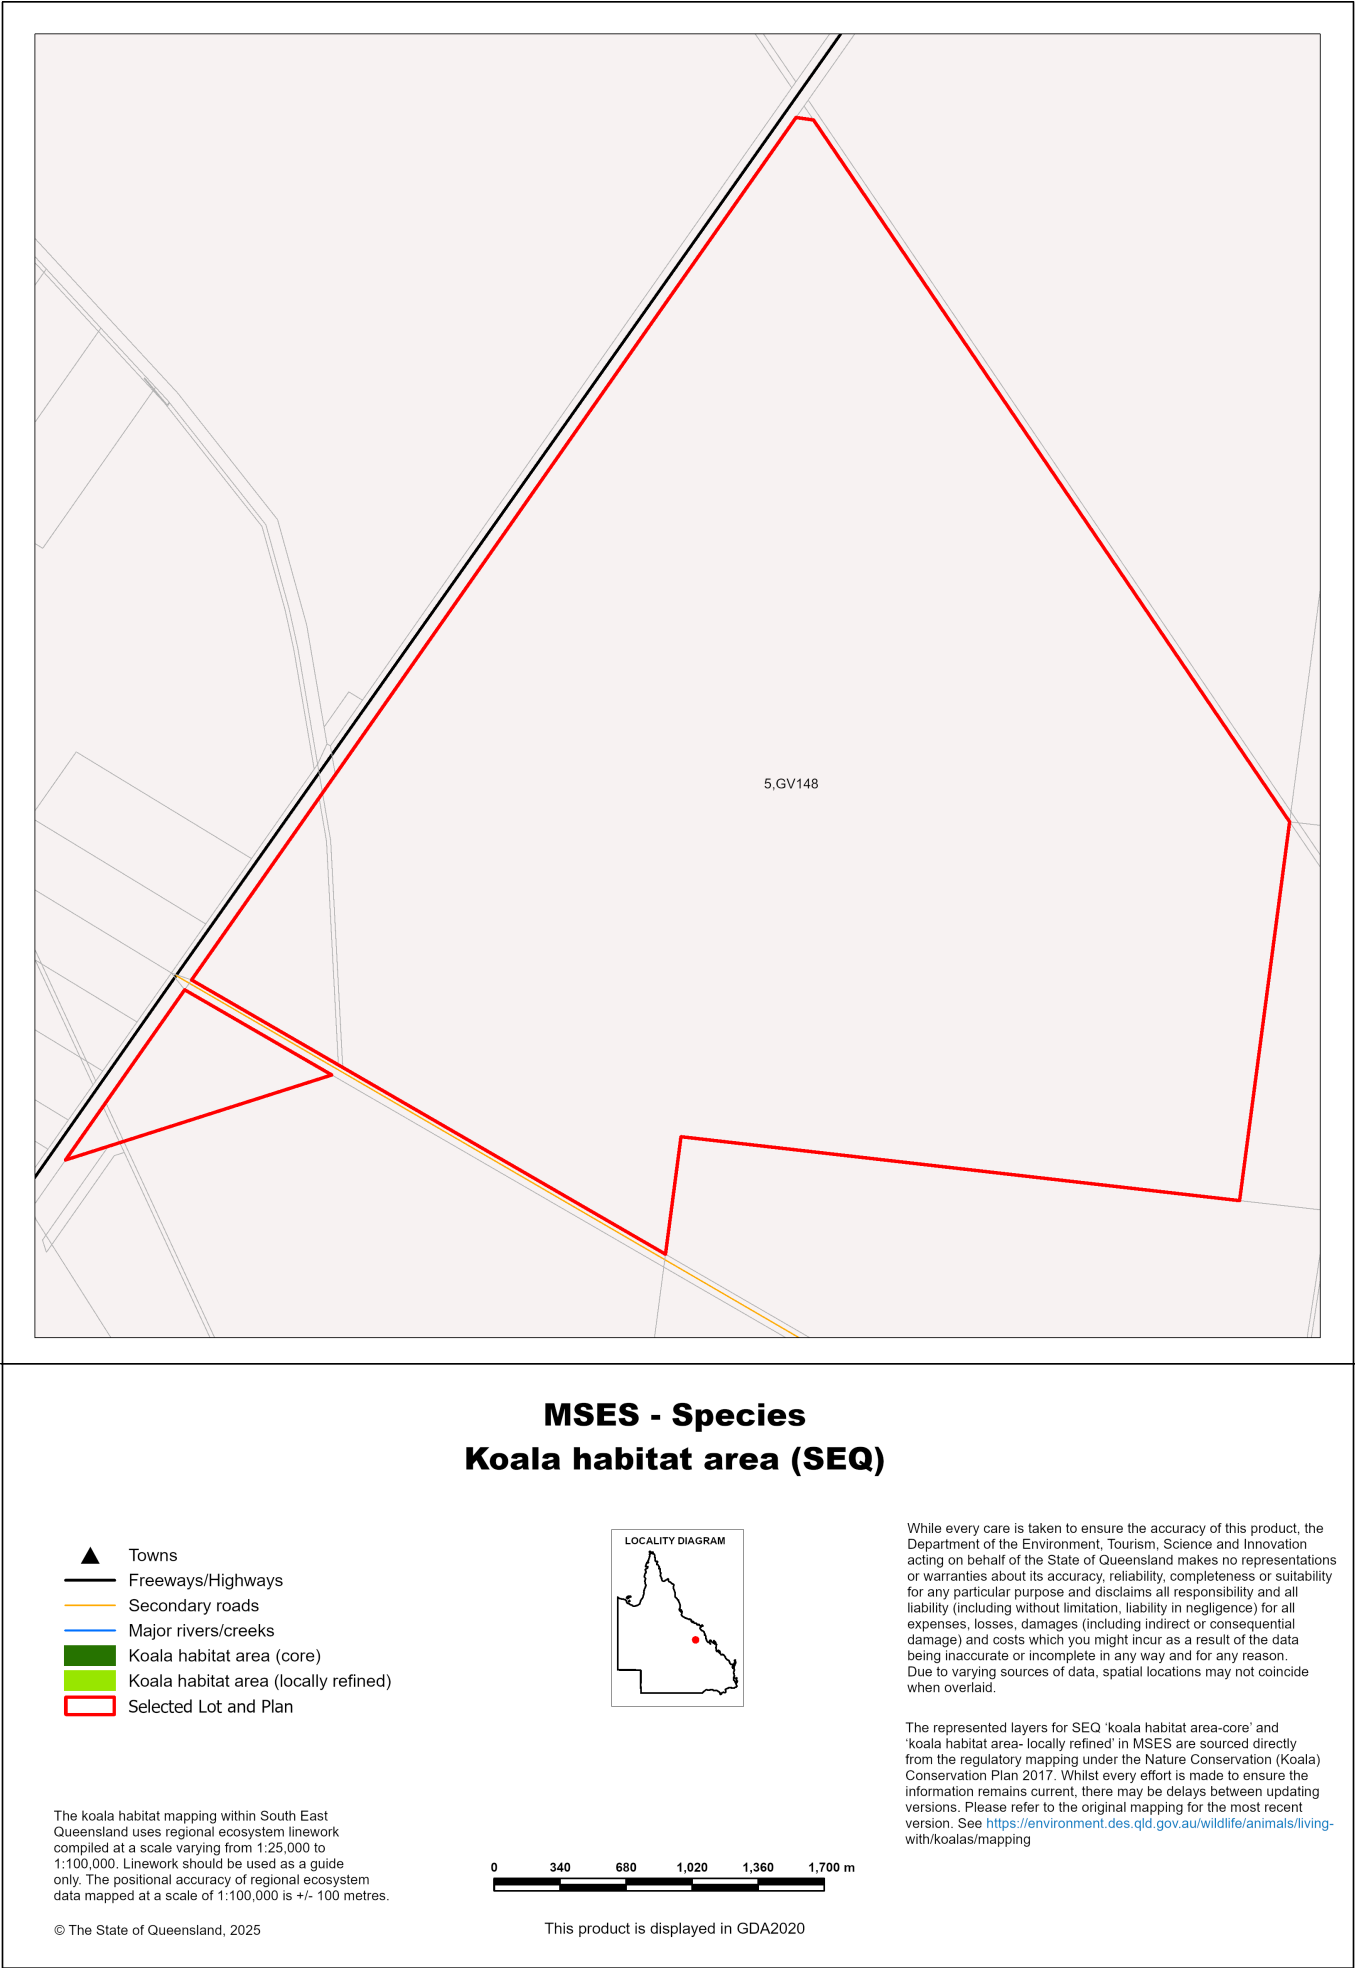 5,GV148
MSES - Species
Koala habitat area (SEQ)
Towns
Freeways/Highways
Secondary roads
Major rivers/creeks
Koala habitat area (core)
Koala habitat area (locally refined)
Selected Lot and Plan
The koala habitat mapping within South East
Queensland uses regional ecosystem linework
compiled at a scale varying from 1:25,000 to
1:100,000. Linework should be used as a guide
only. The positional accuracy of regional ecosystem
data mapped at a scale of 1:100,000 is +/- 100 metres.
© The State of Queensland, 2025
LOCALITY DIAGRAM
0 340 680 1,020 1,360 1,700 m
This product is displayed in GDA2020
While every care is taken to ensure the accuracy of this product, the
Department of the Environment, Tourism, Science and Innovation
acting on behalf of the State of Queensland makes no representations
or warranties about its accuracy, reliability, completeness or suitability
for any particular purpose and disclaims all responsibility and all
liability (including without limitation, liability in negligence) for all
expenses, losses, damages (including indirect or consequential
damage) and costs which you might incur as a result of the data
being inaccurate or incomplete in any way and for any reason.
Due to varying sources of data, spatial locations may not coincide
when overlaid.
The represented layers for SEQ ‘koala habitat area-core’ and
‘koala habitat area- locally refined’ in MSES are sourced directly
from the regulatory mapping under the Nature Conservation (Koala)
Conservation Plan 2017. Whilst every effort is made to ensure the
information remains current, there may be delays between updating
versions. Please refer to the original mapping for the most recent
version. See https://environment.des.qld.gov.au/wildlife/animals/living-
with/koalas/mapping